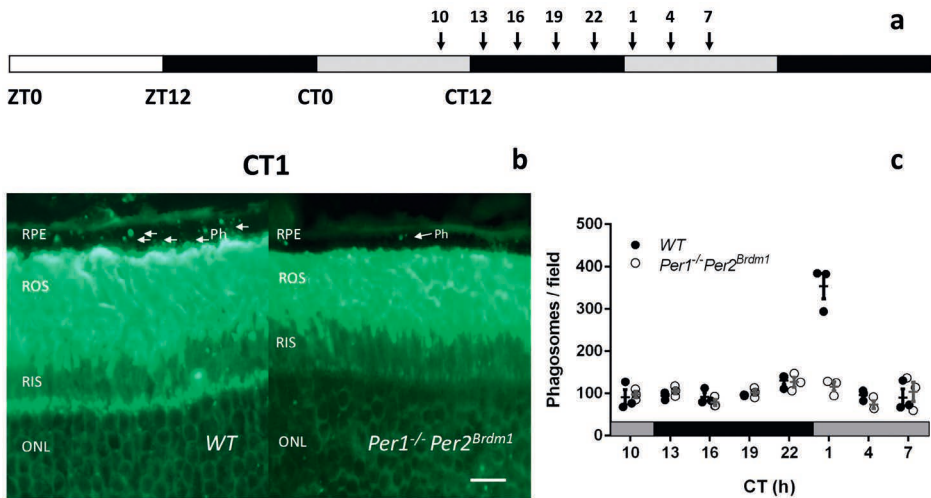 10 13 16 19 22 1 4 7
a
ZT0 ZT12 CT0 CT12
CT1
b
c
RPE
Ph
ROS
RIS
ONL
WT
RPE
Ph
ROS
RIS
ONL
Per1-/- Per2Brdm1
Phagosomes / field
500
400
300
200
100
0
WT
Per1-/-Per2Brdm1
10 13 16 19 22 1 4 7
CT (h)